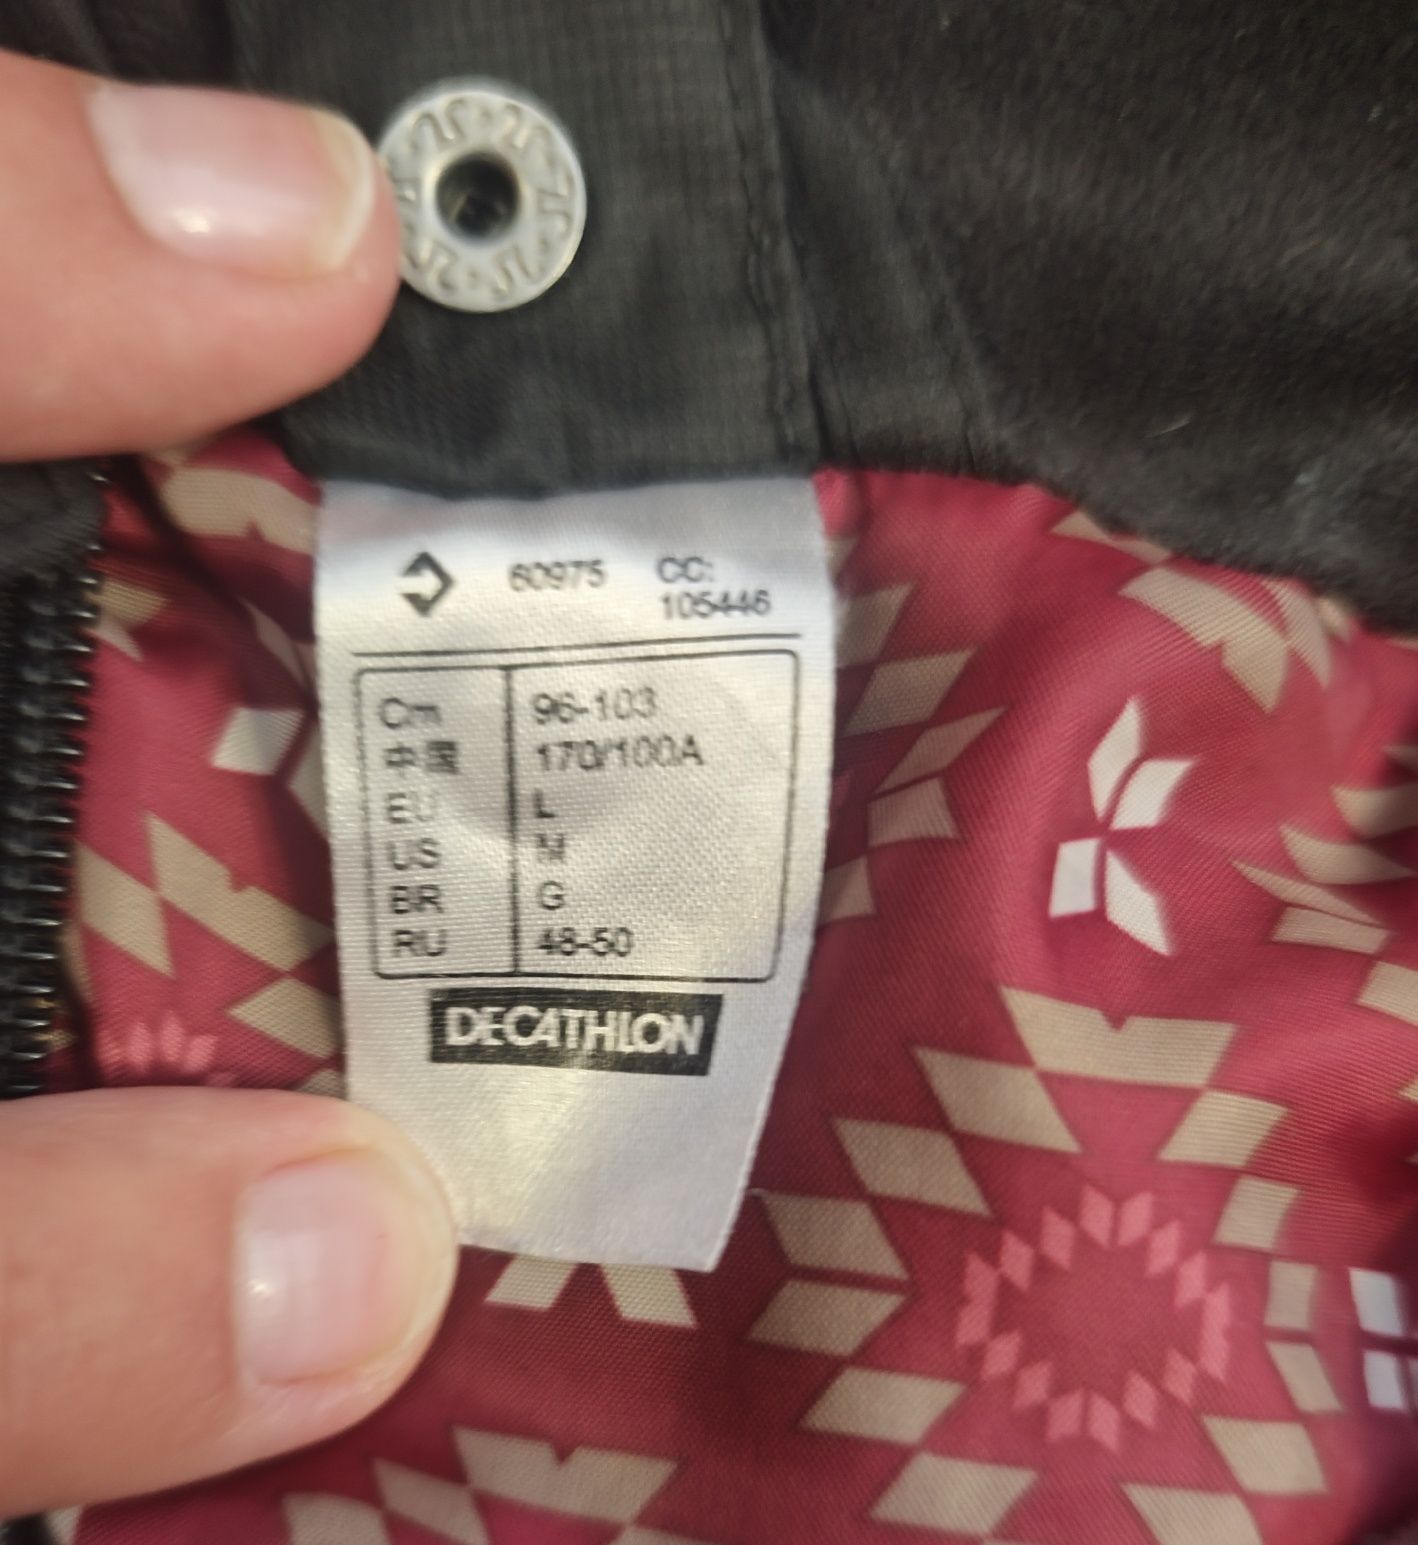 60975 CC:
105446
Cm 96-103
中国 170/100A
EU L
US M
BR G
RU 48-50
DECATHLON